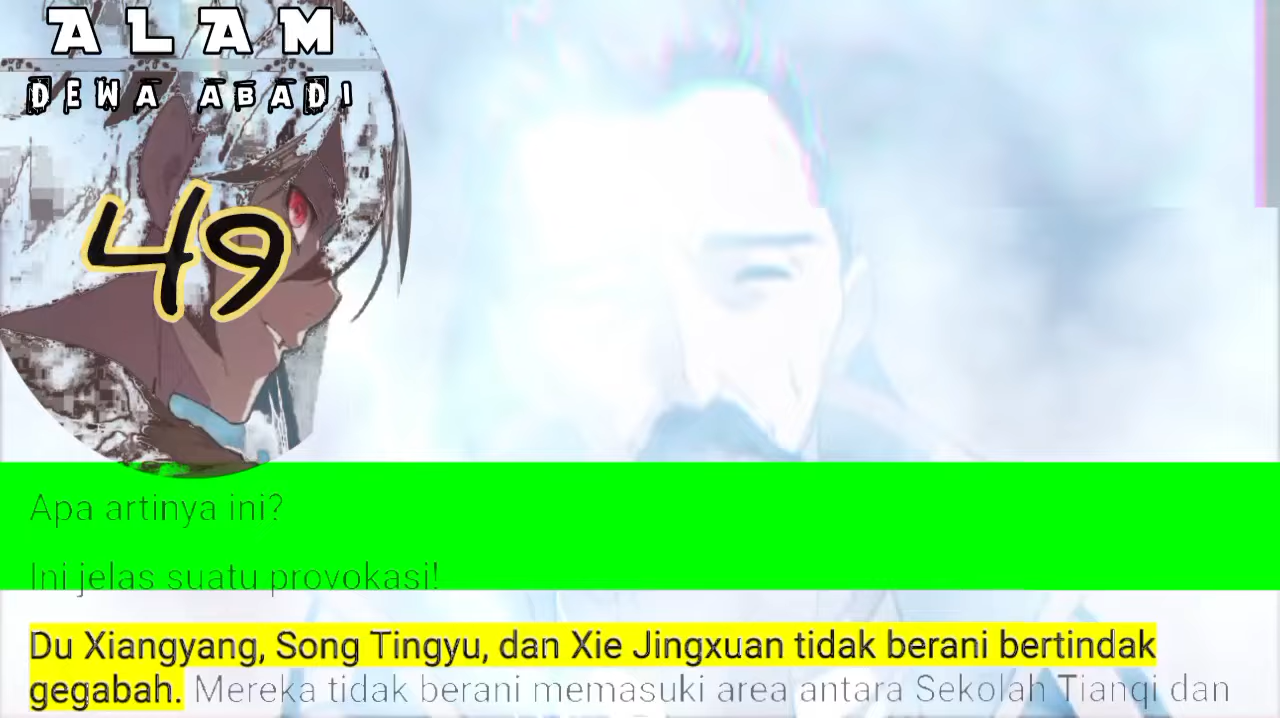 ALAM
DEWA ABADI
49
Apa artinya ini?
Ini jelas suatu provokasi!
Du Xiangyang, Song Tingyu, dan Xie Jingxuan tidak berani bertindak
gegabah. Mereka tidak berani memasuki area antara Sekolah Tianqi dan